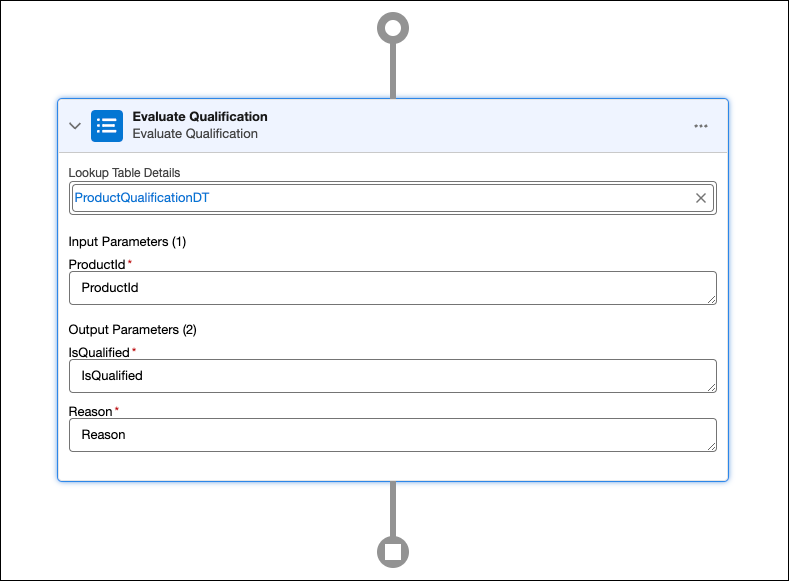 Evaluate Qualification
Evaluate Qualification
Lookup Table Details
ProductQualificationDT
Input Parameters (1)
ProductId*
ProductId
Output Parameters (2)
IsQualified*
IsQualified
Reason*
Reason